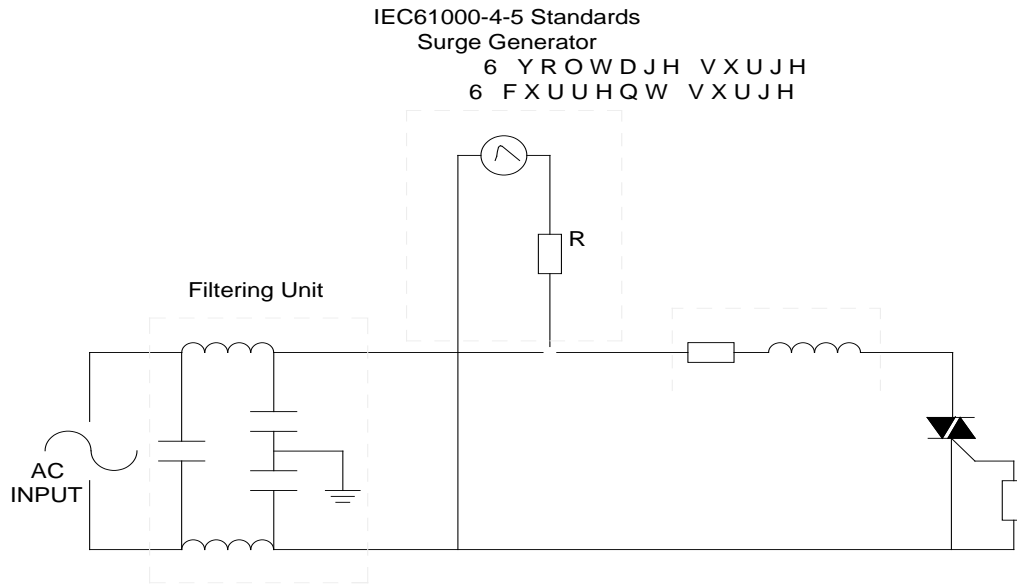 IEC61000-4-5 Standards
Surge Generator
6 YROWDJH VXUJH
6 FXUUHQW VXUJH
R
Filtering Unit
AC
INPUT